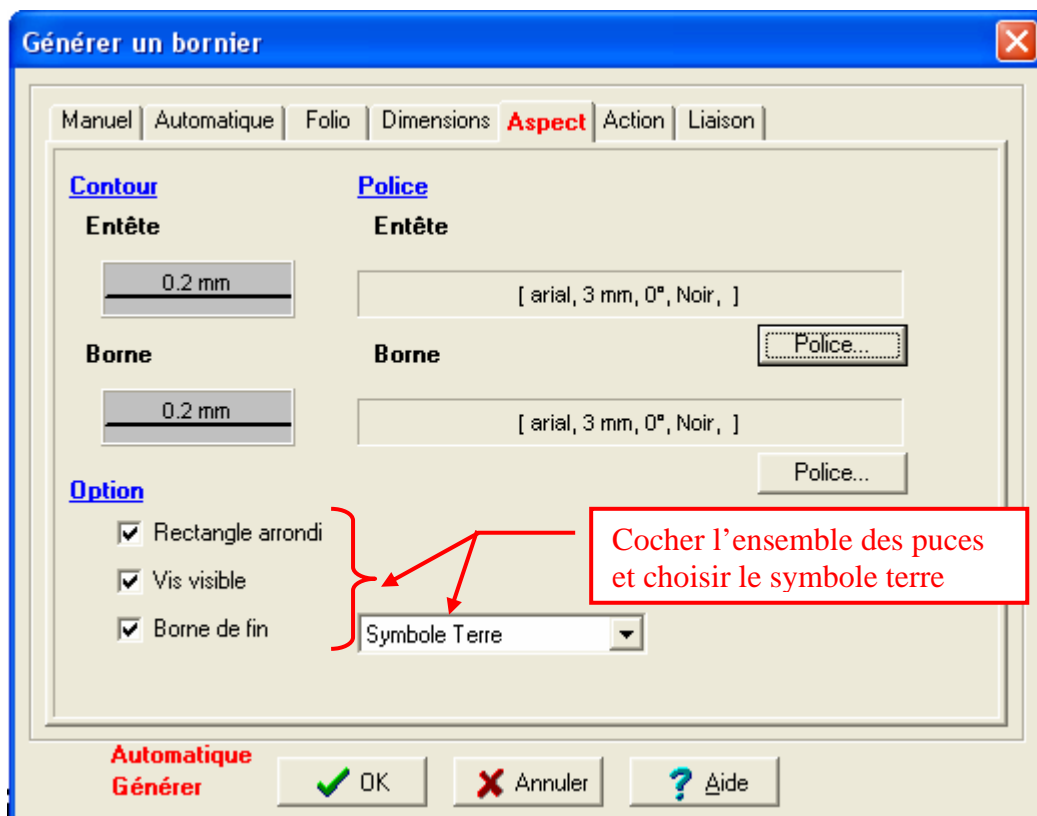 Générer un bornier
Manuel Automatique Folio Dimensions Aspect Action Liaison
Contour Police
Entête Entête
0.2 mm
[ arial, 3 mm, 0°, Noir, ]
Police...
Borne Borne
0.2 mm
[ arial, 3 mm, 0°, Noir, ]
Police...
Option
Rectangle arrondi
Vis visible
Borne de fin
Symbole Terre
Cocher l’ensemble des puces
et choisir le symbole terre
Automatique
Générer
OK Annuler Aide